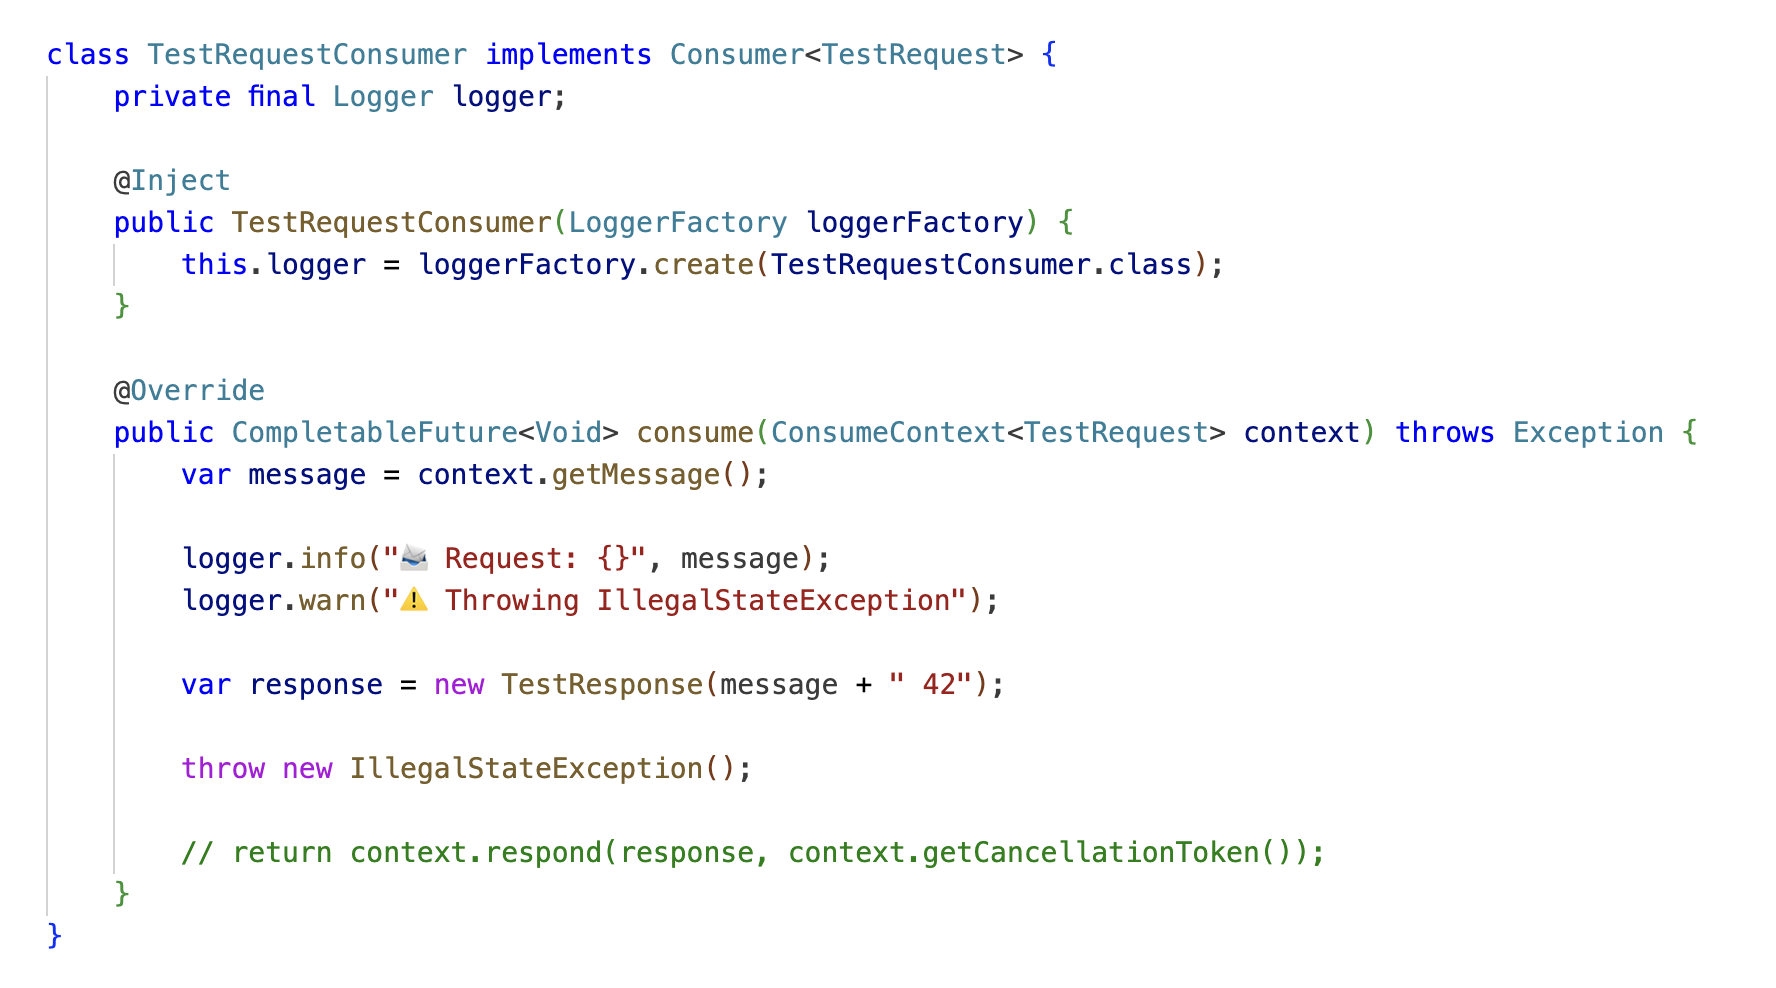 class TestRequestConsumer implements Consumer<TestRequest> {
    private final Logger logger;

    @Inject
    public TestRequestConsumer(LoggerFactory loggerFactory) {
        this.logger = loggerFactory.create(TestRequestConsumer.class);
    }

    @Override
    public CompletableFuture<Void> consume(ConsumeContext<TestRequest> context) throws Exception {
        var message = context.getMessage();

        logger.info("📨 Request: {}", message);
        logger.warn("⚠️ Throwing IllegalStateException");

        var response = new TestResponse(message + " 42");

        throw new IllegalStateException();

        // return context.respond(response, context.getCancellationToken());
    }
}